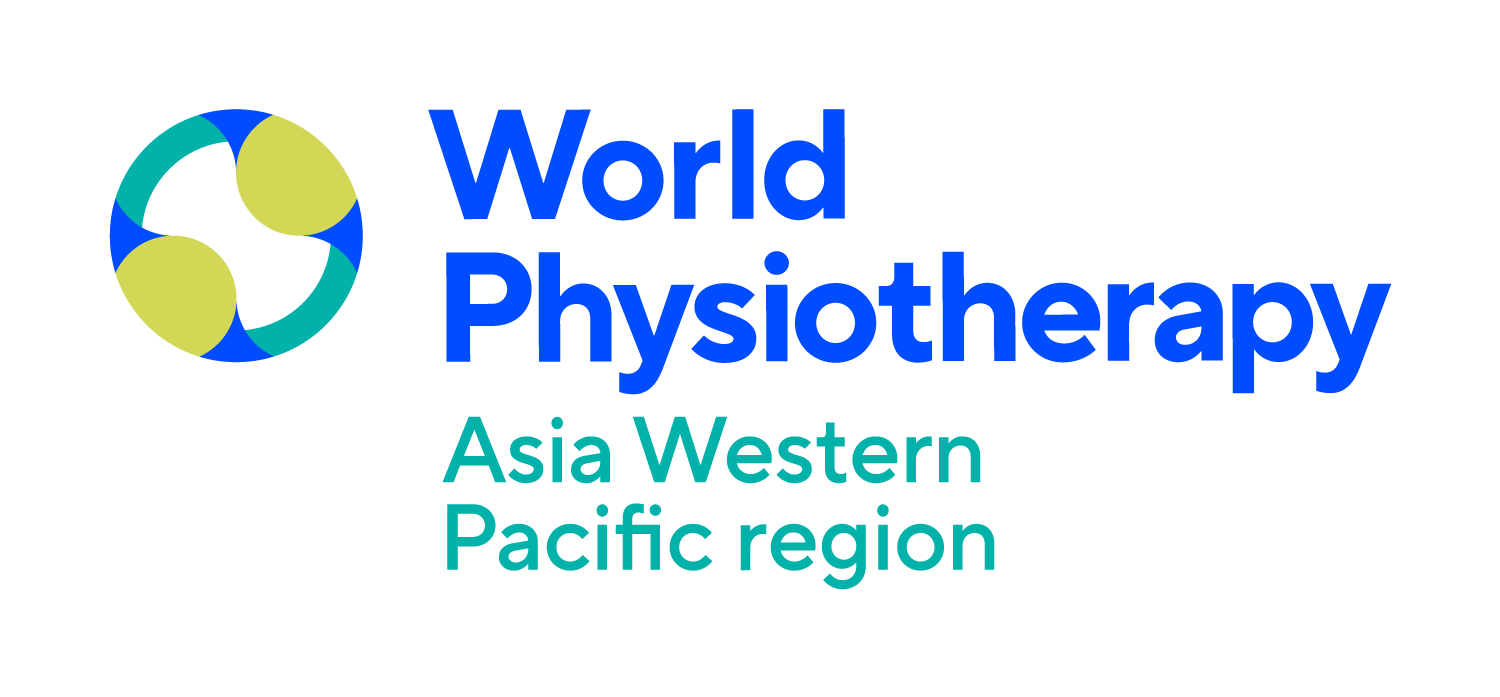 World
Physiotherapy
Asia Western
Pacific region